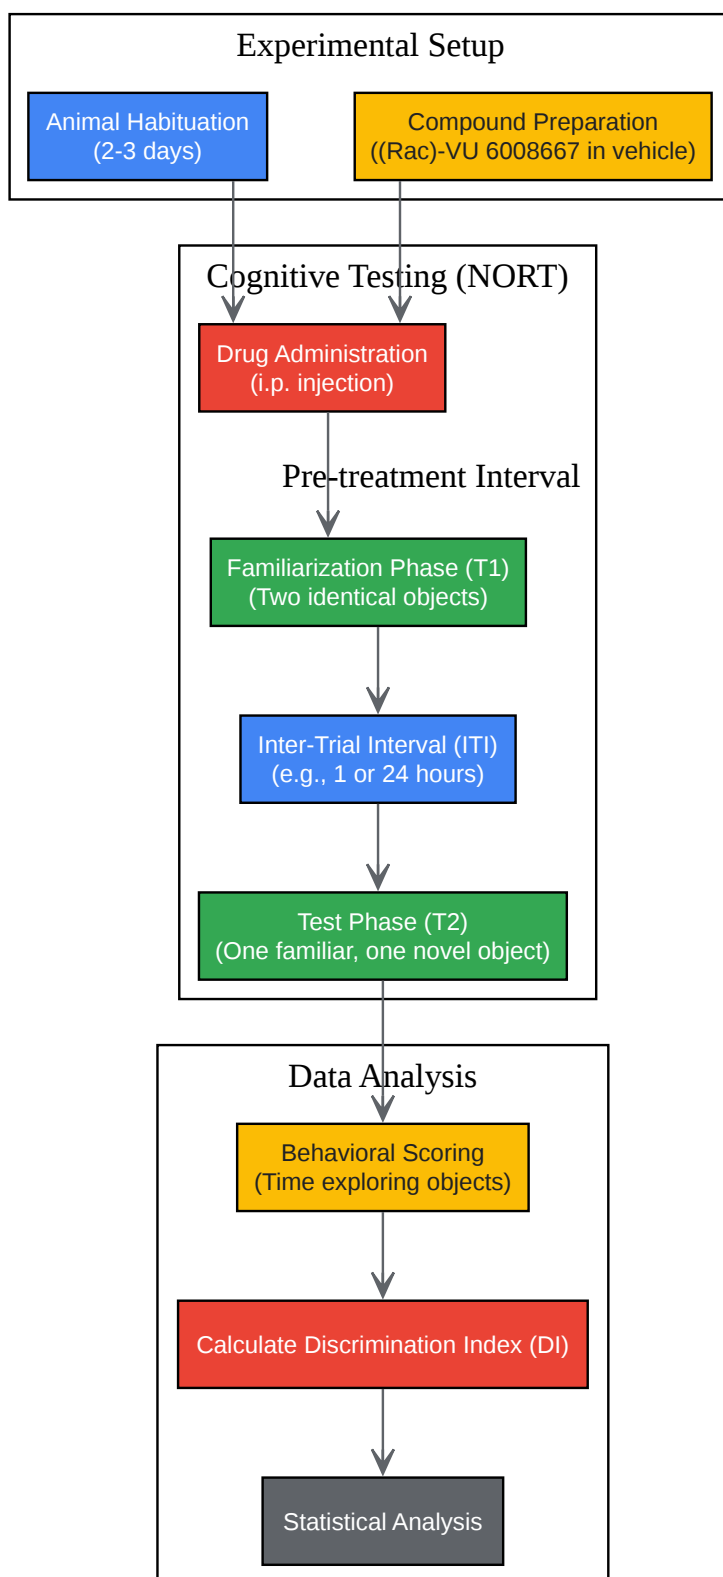 Experimental Setup
Animal Habituation
(2-3 days)
Compound Preparation
((Rac)-VU 6008667 in vehicle)
Cognitive Testing (NORT)
Drug Administration
(i.p. injection)
Pre-treatment Interval
Familiarization Phase (T1)
(Two identical objects)
Inter-Trial Interval (ITI)
(e.g., 1 or 24 hours)
Test Phase (T2)
(One familiar, one novel object)
Data Analysis
Behavioral Scoring
(Time exploring objects)
Calculate Discrimination Index (DI)
Statistical Analysis